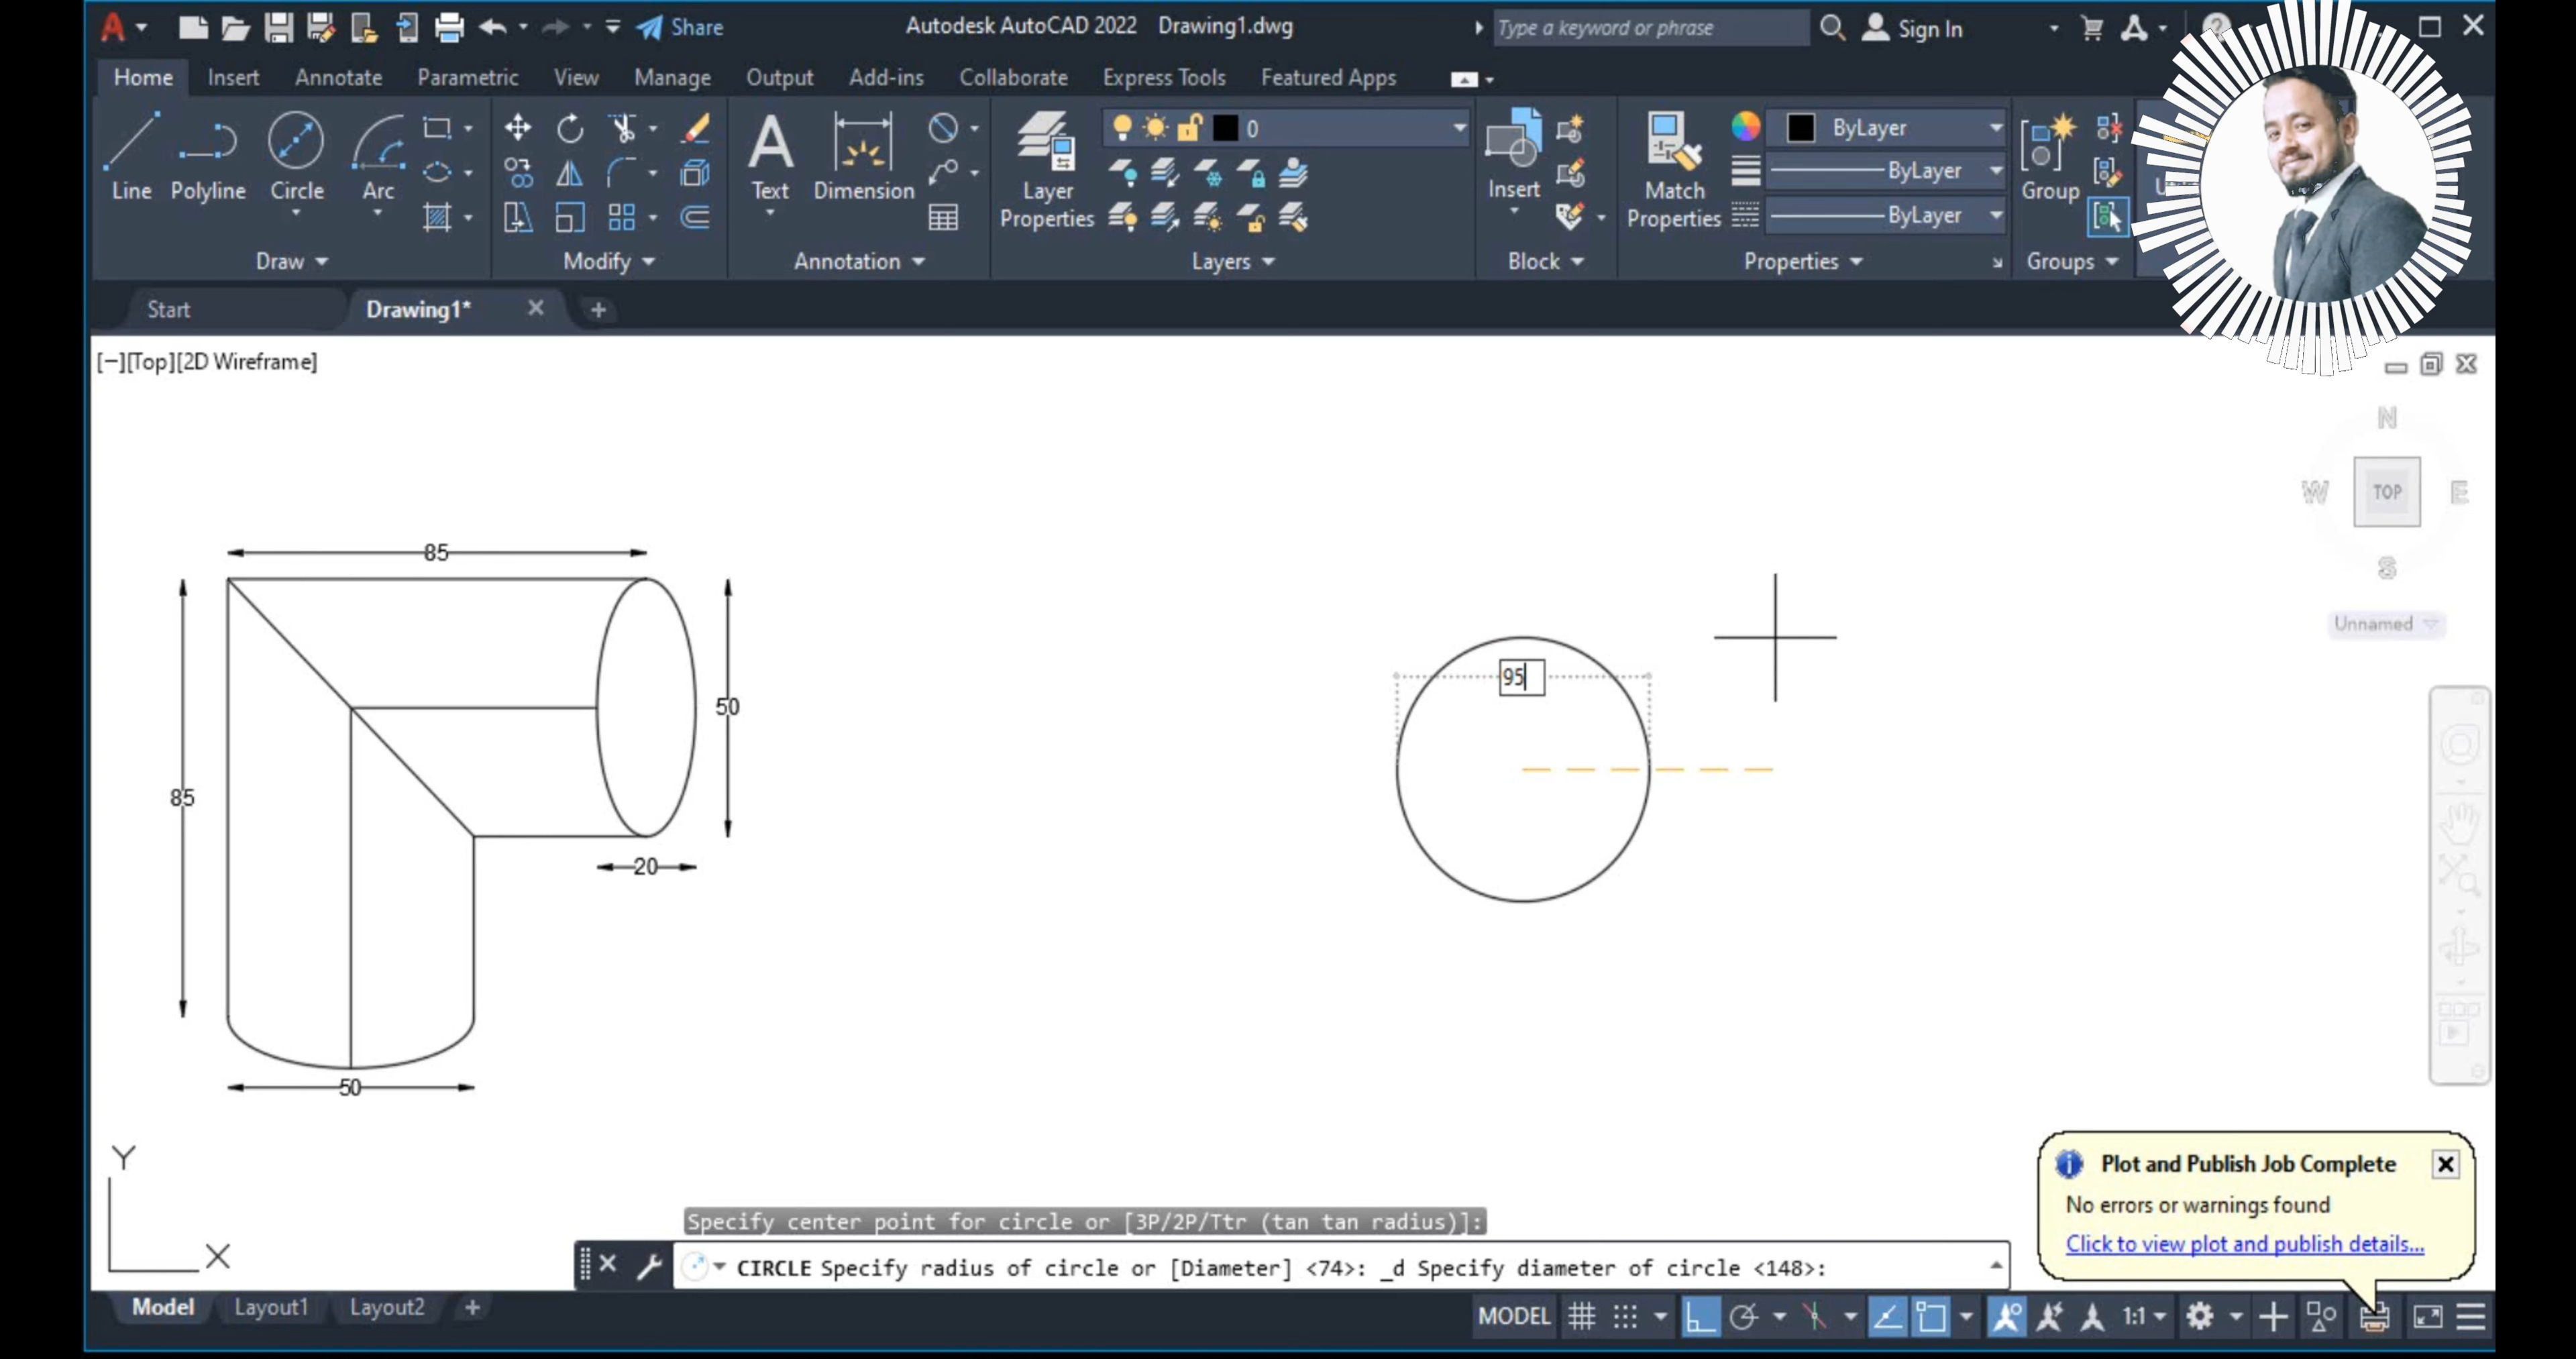 Share
Autodesk AutoCAD 2022 Drawing1.dwg
Type a keyword or phrase
Sign In
Home Insert Annotate Parametric View Manage Output Add-ins Collaborate Express Tools Featured Apps
Line Polyline Circle Arc
Text Dimension
Layer Properties
0
Insert
Match Properties
ByLayer
ByLayer
ByLayer
Group
Draw Modify Annotation Layers Block Properties Groups
Start Drawing1*
[−][Top][2D Wireframe]
N
W TOP E
S
Unnamed
85
95
50
85
20
50
Y
X
Plot and Publish Job Complete
No errors or warnings found
Click to view plot and publish details...
Specify center point for circle or [3P/2P/Ttr (tan tan radius)]:
CIRCLE Specify radius of circle or [Diameter] <74>: _d Specify diameter of circle <148>:
Model Layout1 Layout2
MODEL
1:1